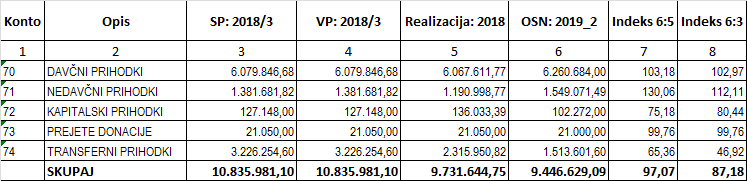 Konto Opis SP: 2018/3 VP: 2018/3 Realizacija: 2018 OSN: 2019_2 Indeks 6:5 Indeks 6:3
1 2 3 4 5 6 7 8
70 DAVČNI PRIHODKI 6.079.846,68 6.079.846,68 6.067.611,77 6.260.684,00 103,18 102,97
71 NEDAVČNI PRIHODKI 1.381.681,82 1.381.681,82 1.190.998,77 1.549.071,49 130,06 112,11
72 KAPITALSKI PRIHODKI 127.148,00 127.148,00 136.033,39 102.272,00 75,18 80,44
73 PREJETE DONACIJE 21.050,00 21.050,00 21.050,00 21.000,00 99,76 99,76
74 TRANSFERNI PRIHODKI 3.226.254,60 3.226.254,60 2.315.950,82 1.513.601,60 65,36 46,92
SKUPAJ 10.835.981,10 10.835.981,10 9.731.644,75 9.446.629,09 97,07 87,18